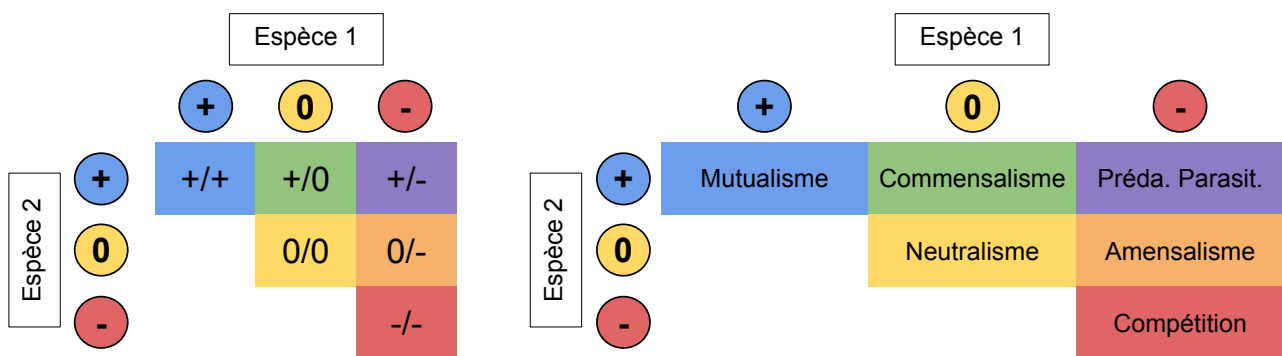 Espèce 1
+ 0 -
Espèce 2
+ +/+ +/0 +/-
0 0/0 0/-
- -/-
Espèce 1
+ 0 -
Espèce 2
+ Mutualisme Commensalisme Préda. Parasit.
0 Neutralisme Amensalisme
- Compétition